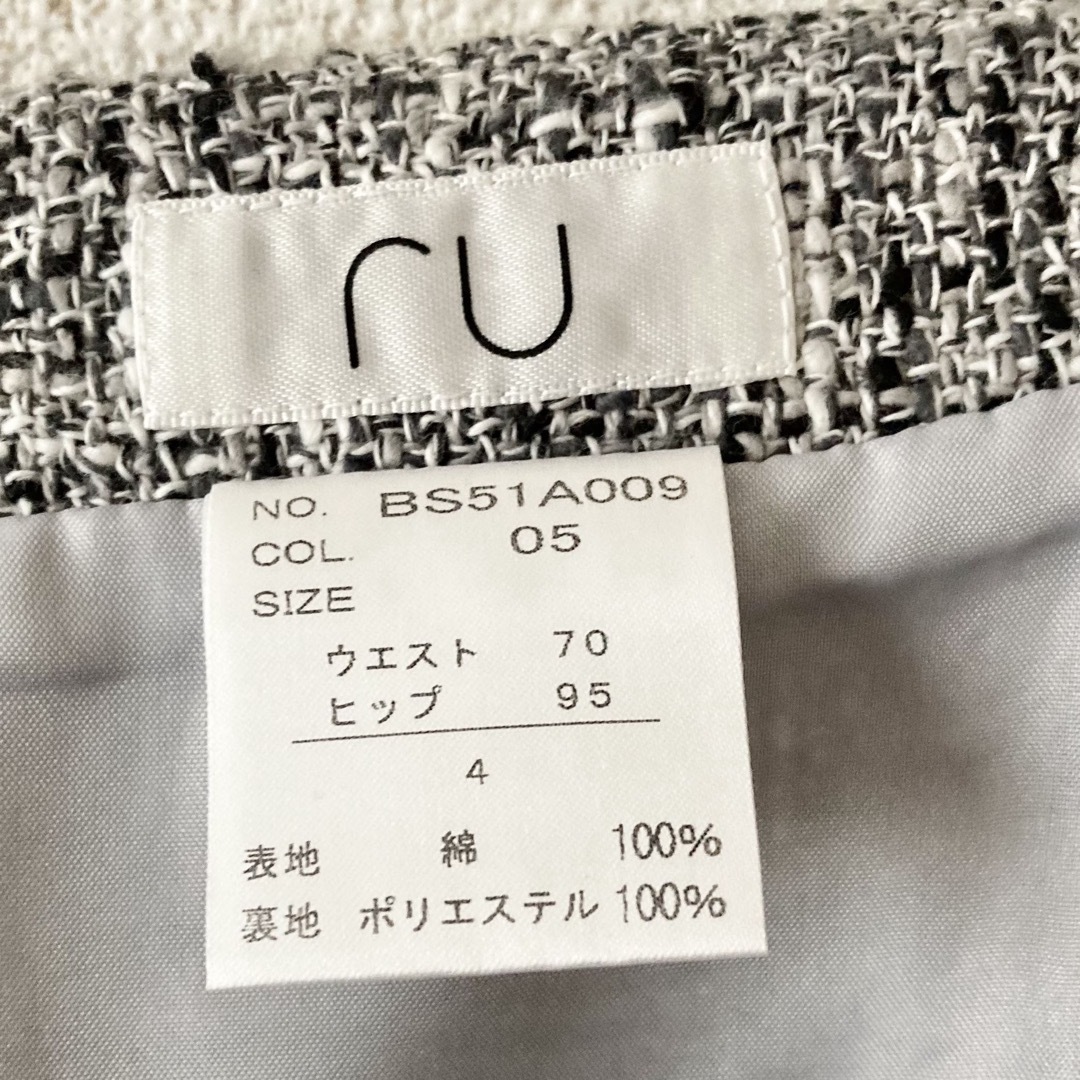 ru
NO. BS51A009
COL. 05
SIZE
ウエスト 70
ヒップ 95
4
表地 綿 100%
裏地 ポリエステル 100%